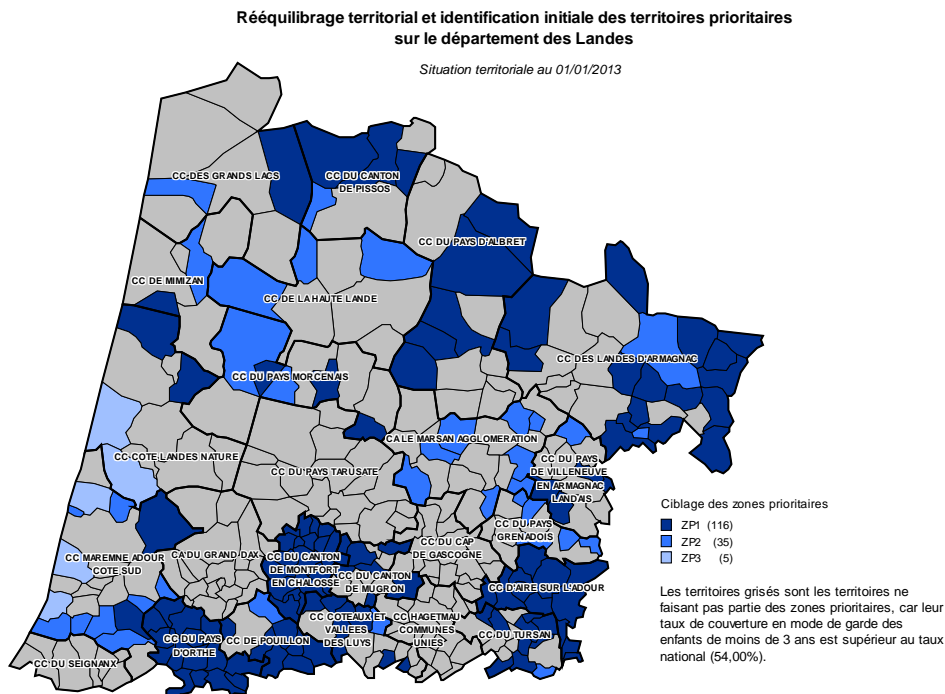 Rééquilibrage territorial et identification initiale des territoires prioritaires
sur le département des Landes
Situation territoriale au 01/01/2013
CC DES GRANDS LACS
CC DU CANTON
DE PISSOS
CC DU PAYS D'ALBRET
CC DE MIMIZAN
CC DE LA HAUTE LANDE
CC DES LANDES D'ARMAGNAC
CC DU PAYS MORCENAIS
CA LE MARSAN AGGLOMERATION
CC COTE LANDES NATURE
CC DU PAYS TARUSATE
CC DU PAYS
DE VILLENEUVE
EN ARMAGNAC
LANDAIS
CC DU PAYS
GRENADOIS
CC MAREMNE ADOUR
COTE SUD
CA DU GRAND DAX
CC DU CANTON
DE MONTFORT
EN CHALOSSE
CC DU CAP
DE GASCOGNE
CC DU CANTON
DE MUGRON
CC D'AIRE SUR L'ADOUR
CC COTEAUX ET
VALLEES
DES LUYS
CC HAGETMAU
COMMUNES
UNIES
CC DU TURSAN
CC DU PAYS
D'ORTHE
CC DE POUILLON
CC DU SEIGNANX
Ciblage des zones prioritaires
ZP1 (116)
ZP2 (35)
ZP3 (5)
Les territoires grisés sont les territoires ne
faisant pas partie des zones prioritaires, car leur
taux de couverture en mode de garde des
enfants de moins de 3 ans est supérieur au taux
national (54,00%).